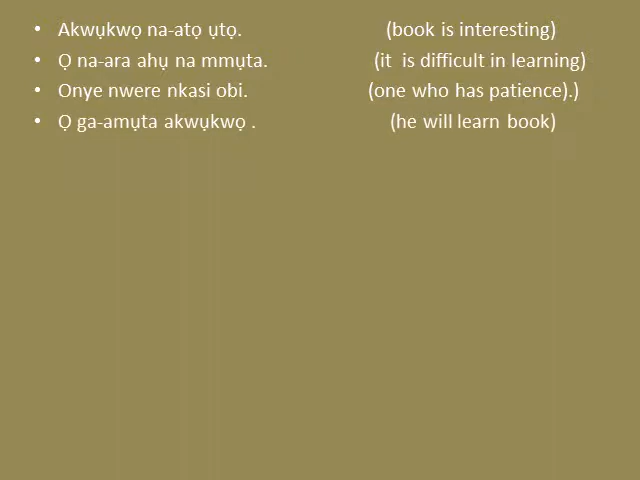 • Akwụkwọ na-atọ ụtọ. (book is interesting)
• Ọ na-ara ahụ na mmụta. (it is difficult in learning)
• Onye nwere nkasi obi. (one who has patience).)
• Ọ ga-amụta akwụkwọ . (he will learn book)